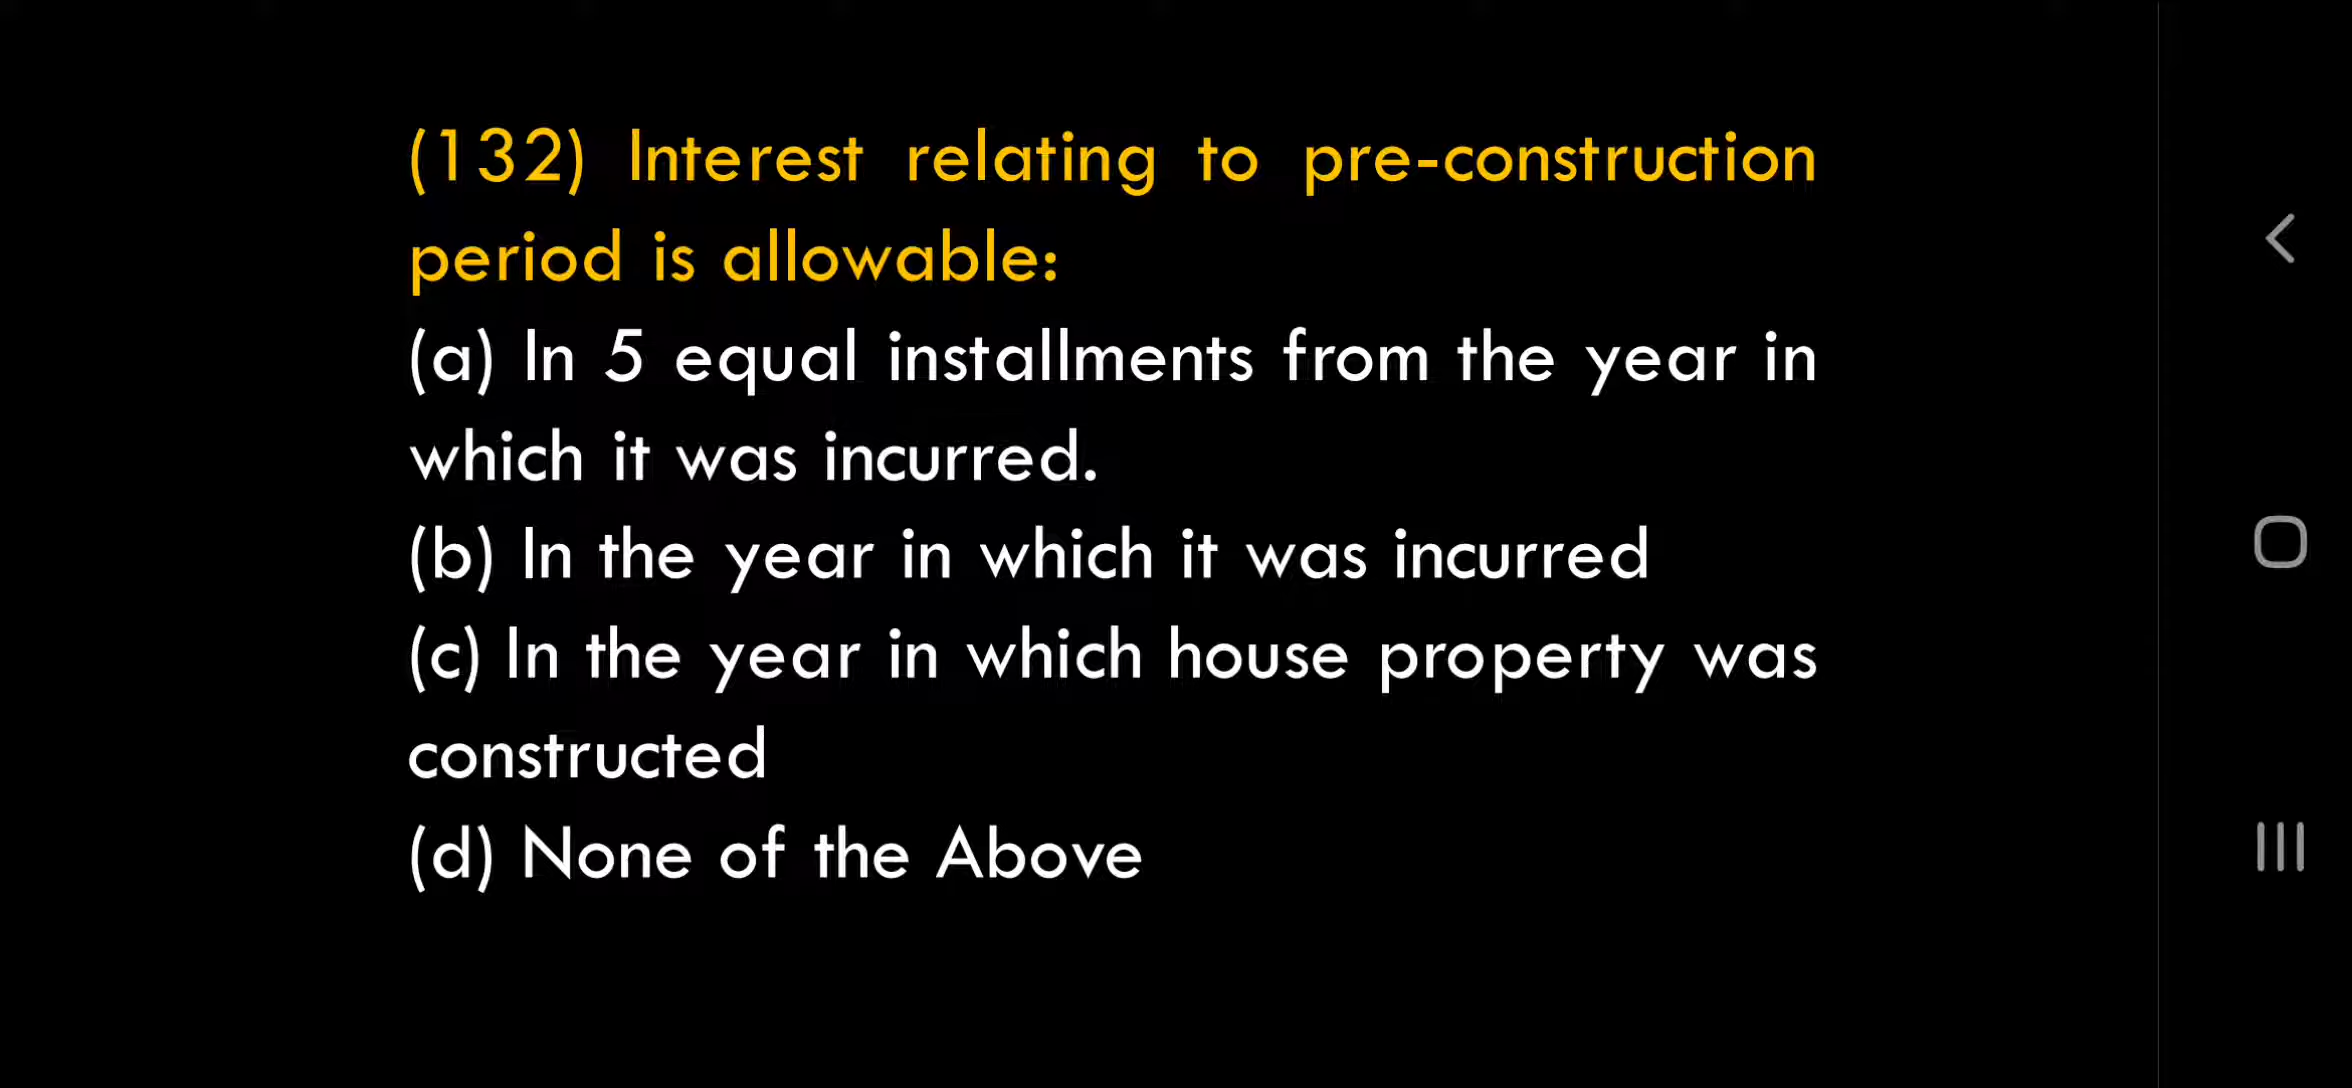 (132) Interest relating to pre-construction
period is allowable:
(a) In 5 equal installments from the year in
which it was incurred.
(b) In the year in which it was incurred
(c) In the year in which house property was
constructed
(d) None of the Above